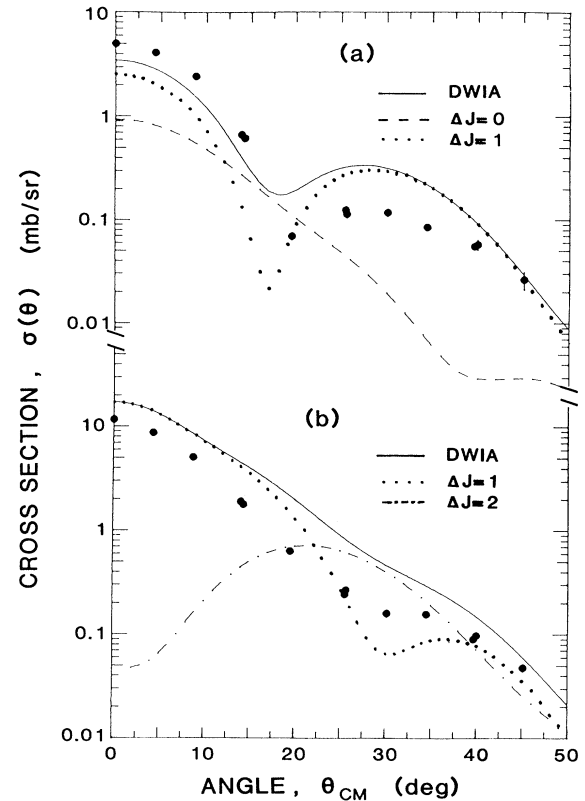 10
(a)
DWIA
ΔJ= 0
ΔJ= 1
1
0.1
0.01
CROSS SECTION, σ(θ) (mb/sr)
10
(b)
DWIA
ΔJ= 1
ΔJ= 2
1
0.1
0.01
0 10 20 30 40 50
ANGLE, θCM (deg)